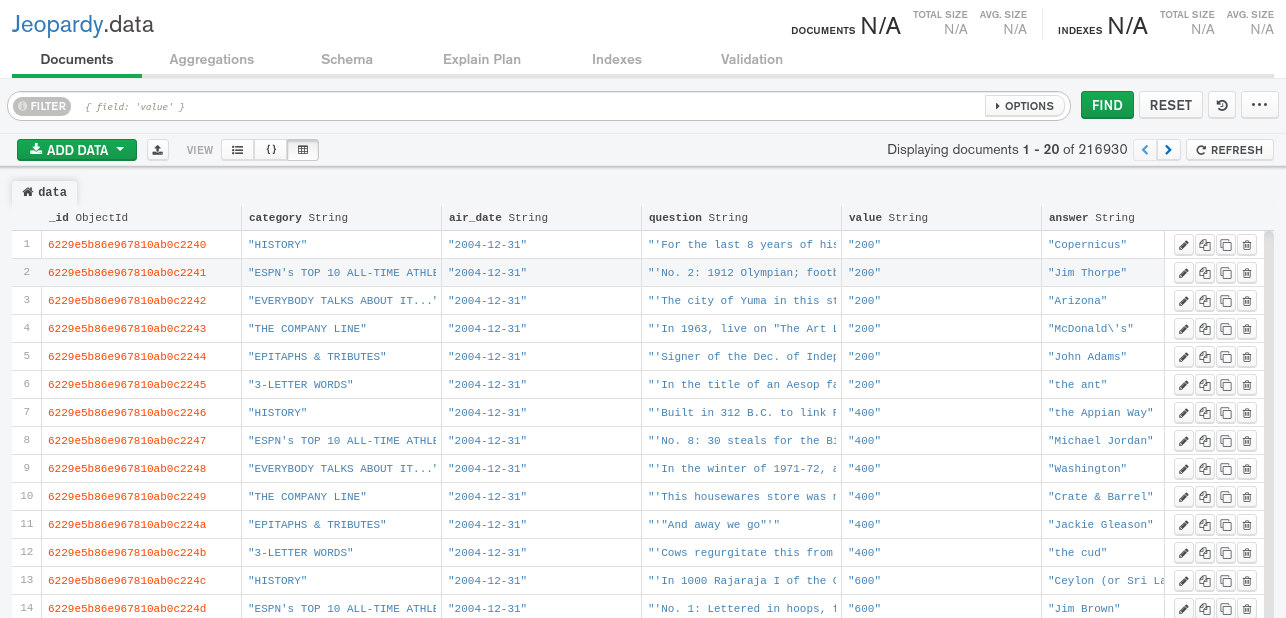 Jeopardy.data
DOCUMENTS N/A TOTAL SIZE N/A AVG. SIZE N/A INDEXES N/A TOTAL SIZE N/A AVG. SIZE N/A
Documents Aggregations Schema Explain Plan Indexes Validation
FILTER { field: 'value' } OPTIONS FIND RESET ...
ADD DATA VIEW {} Displaying documents 1 - 20 of 216930 < > REFRESH
data
_id ObjectId category String air_date String question String value String answer String
1 6229e5b86e967810ab0c2240 "HISTORY" "2004-12-31" "'For the last 8 years of his "200" "Copernicus"
2 6229e5b86e967810ab0c2241 "ESPN's TOP 10 ALL-TIME ATHLE "2004-12-31" "'No. 2: 1912 Olympian; footb "200" "Jim Thorpe"
3 6229e5b86e967810ab0c2242 "EVERYBODY TALKS ABOUT IT..." "2004-12-31" "'The city of Yuma in this st "200" "Arizona"
4 6229e5b86e967810ab0c2243 "THE COMPANY LINE" "2004-12-31" "'In 1963, live on "The Art L "200" "McDonald\'s"
5 6229e5b86e967810ab0c2244 "EPITAPHS & TRIBUTES" "2004-12-31" "'Signer of the Dec. of Indep "200" "John Adams"
6 6229e5b86e967810ab0c2245 "3-LETTER WORDS" "2004-12-31" "'In the title of an Aesop fa "200" "the ant"
7 6229e5b86e967810ab0c2246 "HISTORY" "2004-12-31" "'Built in 312 B.C. to link R "400" "the Appian Way"
8 6229e5b86e967810ab0c2247 "ESPN's TOP 10 ALL-TIME ATHLE "2004-12-31" "'No. 8: 30 steals for the Bi "400" "Michael Jordan"
9 6229e5b86e967810ab0c2248 "EVERYBODY TALKS ABOUT IT..." "2004-12-31" "'In the winter of 1971-72, a "400" "Washington"
10 6229e5b86e967810ab0c2249 "THE COMPANY LINE" "2004-12-31" "'This housewares store was n "400" "Crate & Barrel"
11 6229e5b86e967810ab0c224a "EPITAPHS & TRIBUTES" "2004-12-31" "'"And away we go"'" "400" "Jackie Gleason"
12 6229e5b86e967810ab0c224b "3-LETTER WORDS" "2004-12-31" "'Cows regurgitate this from "400" "the cud"
13 6229e5b86e967810ab0c224c "HISTORY" "2004-12-31" "'In 1000 Rajaraja I of the C "600" "Ceylon (or Sri La
14 6229e5b86e967810ab0c224d "ESPN's TOP 10 ALL-TIME ATHLE "2004-12-31" "'No. 1: Lettered in hoops, f "600" "Jim Brown"